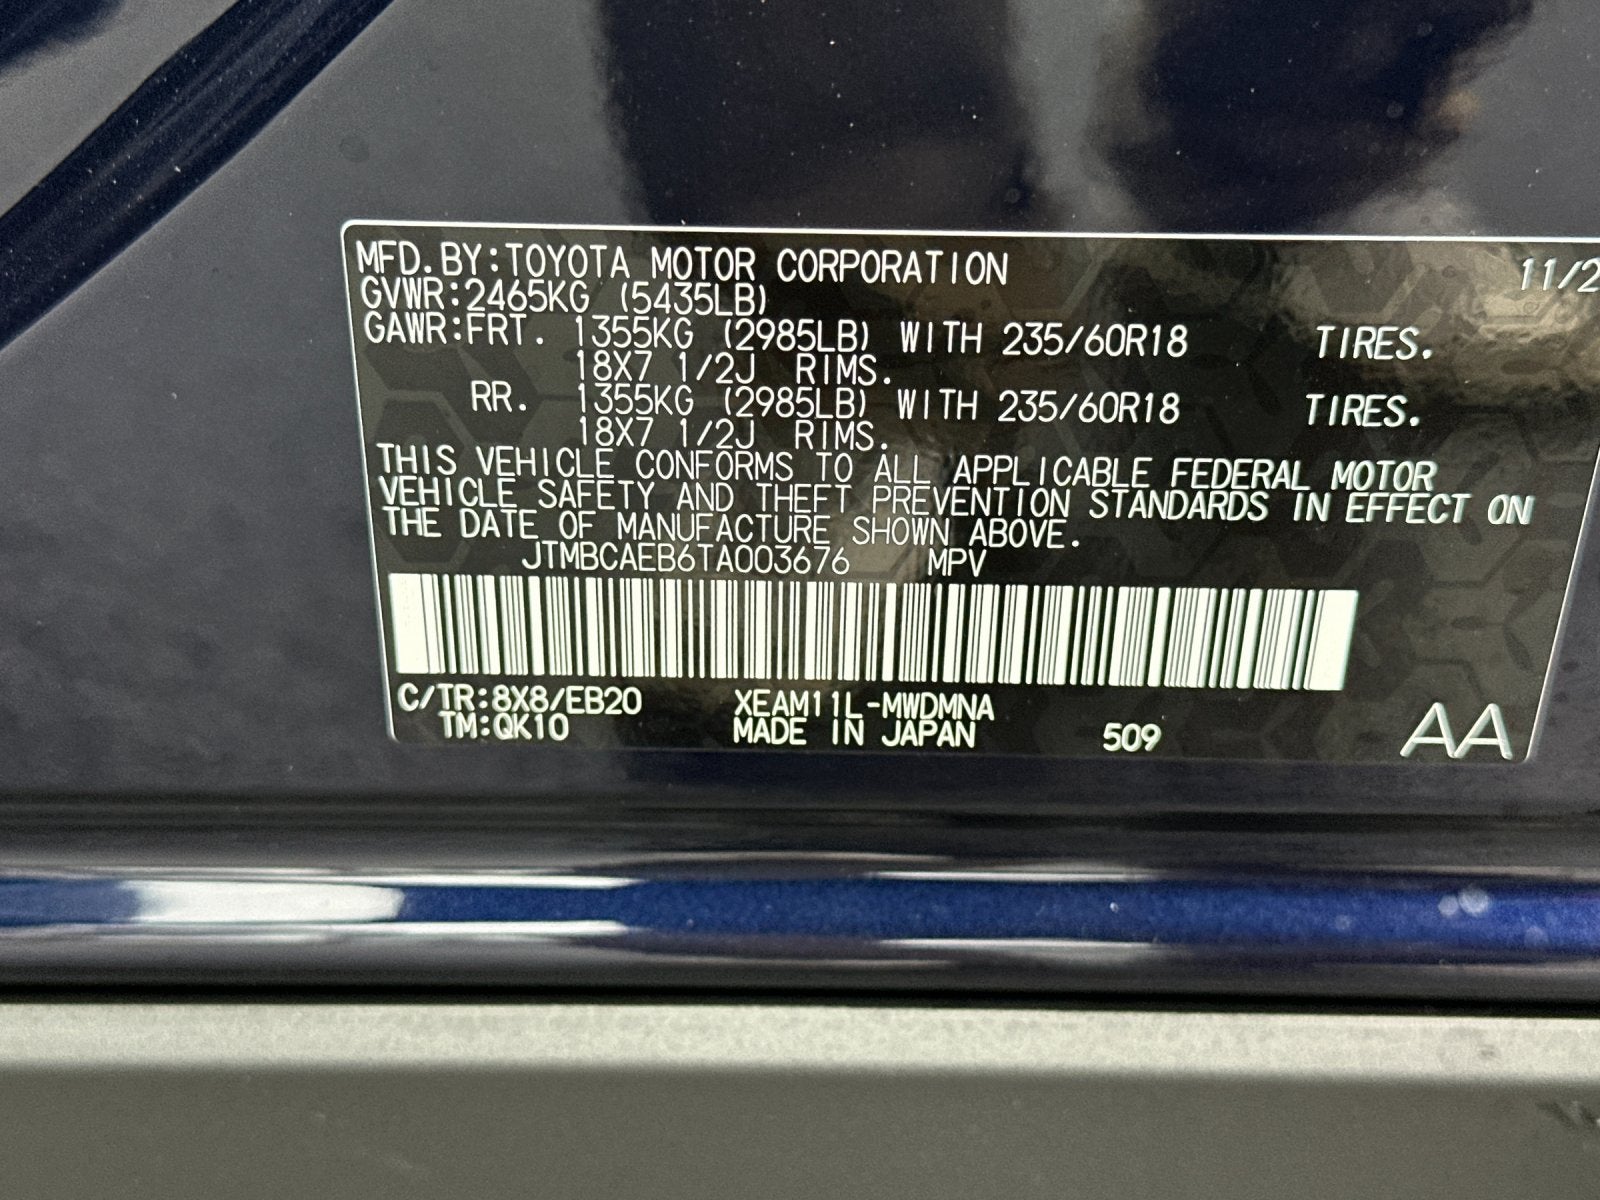 MFD.BY:TOYOTA MOTOR CORPORATION 11/2
GVWR:2465KG (5435LB)
GAWR:FRT. 1355KG (2985LB) WITH 235/60R18 TIRES.
18X7 1/2J RIMS.
RR. 1355KG (2985LB) WITH 235/60R18 TIRES.
18X7 1/2J RIMS.
THIS VEHICLE CONFORMS TO ALL APPLICABLE FEDERAL MOTOR
VEHICLE SAFETY AND THEFT PREVENTION STANDARDS IN EFFECT ON
THE DATE OF MANUFACTURE SHOWN ABOVE.
JTMBCAEB6TA003676 MPV
C/TR:8X8/EB20 XEAM11L-MWDMNA
TM:QK10 MADE IN JAPAN 509 AA